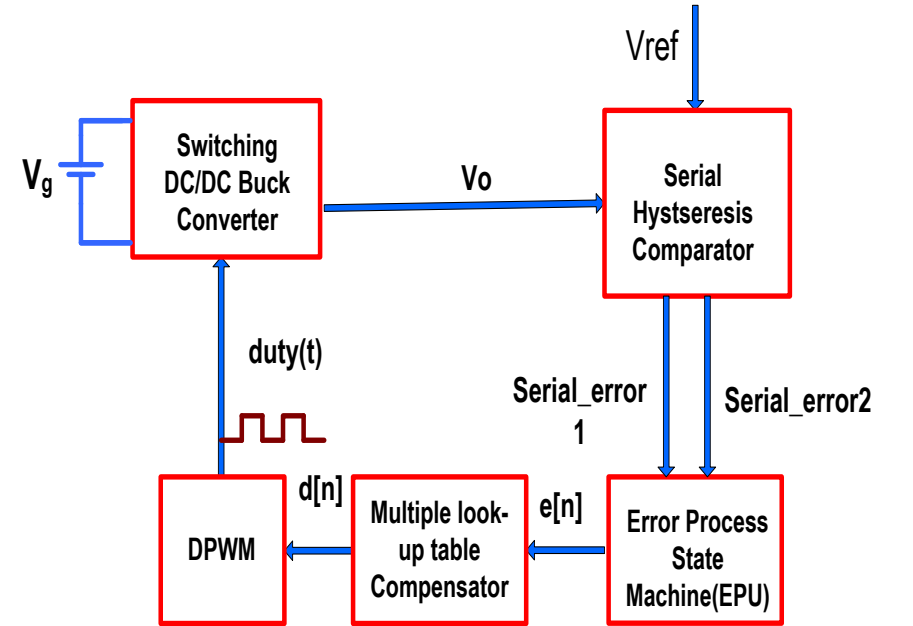 Vref
Switching
DC/DC Buck
Converter
Vg
Vo
Serial
Hystseresis
Comparator
duty(t)
Serial_error
1
Serial_error2
d[n]
e[n]
DPWM
Multiple look-
up table
Compensator
Error Process
State
Machine(EPU)